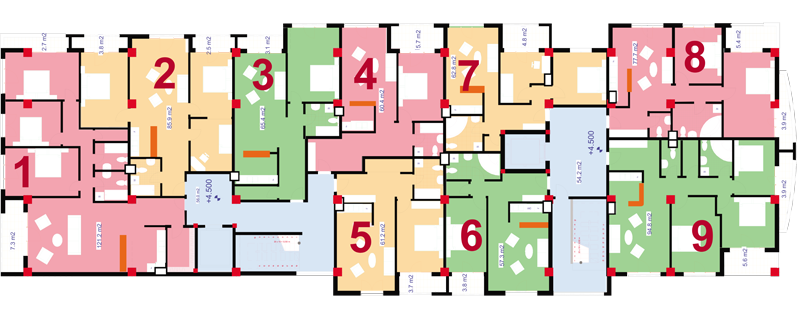 2.7 m2
3.8 m2
2.5 m2
3.1 m2
5.7 m2
4.8 m2
5.4 m2
2
3
4
7
8
85.9 m2
65.4 m2
60.4 m2
62.8 m2
77.7 m2
3.9 m2
1
+4.500
+4.500
54.2 m2
3.9 m2
7.3 m2
121.2 m2
5
61.2 m2
6
57.3 m2
94.8 m2
9
3.7 m2
3.8 m2
5.6 m2